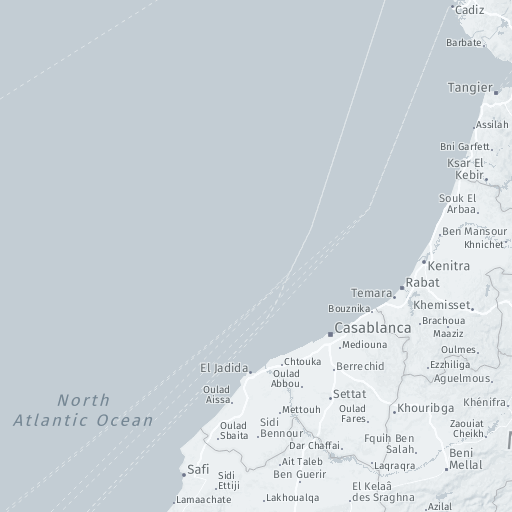 Cadiz
Barbate
Tangier
Assilah
Bni Garfett
Ksar El
Kebir
Souk El
Arbaa
Ben Mansour
Khnichet
Kenitra
Rabat
Temara
Bouznika
Khemisset
Brachoua
Maaziz
Casablanca
Mediouna
Oulmes
Chtouka
El Jadida
Berrechid
Ezzhiliga
Oulad
Abbou
Aguelmous
Oulad
Aissa
Settat
North
Atlantic Ocean
Mettouh
Oulad
Fares
Khouribga
Khénifra
Oulad
Sbaita
Sidi
Bennour
Zaouiat
Cheikh
Dar Chaffai
Fquih Ben
Salah
Beni
Mellal
Safi
Ait Taleb
Laqraqra
Sidi
Ettiji
Ben Guerir
El Kelaâ
des Sraghna
Lamaachate
Lakhoualqa
Azilal